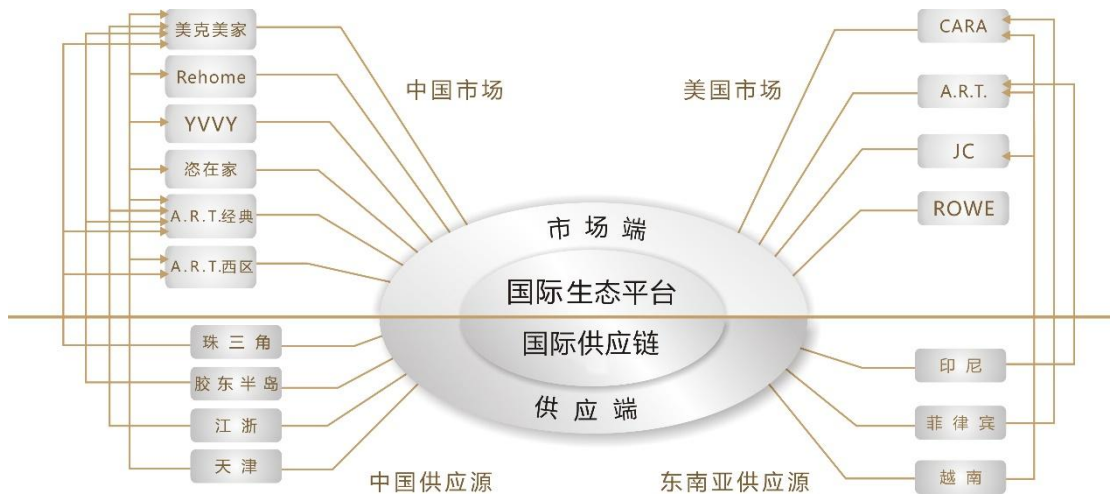 美克美家
Rehome
YVVY
恣在家
A.R.T.经典
A.R.T.西区
中国市场
美国市场
CARA
A.R.T.
JC
ROWE
市场端
国际生态平台
国际供应链
供应端
珠三角
胶东半岛
江浙
天津
中国供应源
东南亚供应源
印尼
菲律宾
越南